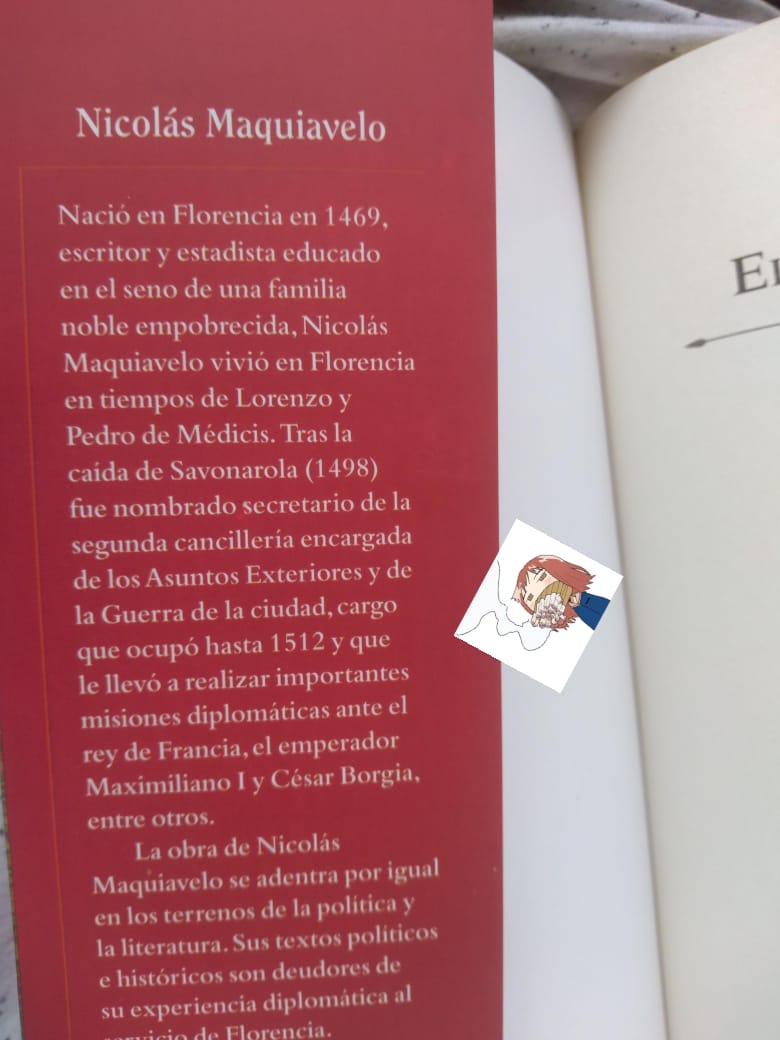 Nicolás Maquiavelo
Nació en Florencia en 1469,
escritor y estadista educado
en el seno de una familia
noble empobrecida, Nicolás
Maquiavelo vivió en Florencia
en tiempos de Lorenzo y
Pedro de Médicis. Tras la
caída de Savonarola (1498)
fue nombrado secretario de la
segunda cancillería encargada
de los Asuntos Exteriores y de
la Guerra de la ciudad, cargo
que ocupó hasta 1512 y que
le llevó a realizar importantes
misiones diplomáticas ante el
rey de Francia, el emperador
Maximiliano I y César Borgia,
entre otros.
La obra de Nicolás
Maquiavelo se adentra por igual
en los terrenos de la política y
la literatura. Sus textos políticos
e históricos son deudores de
su experiencia diplomática al
servicio de Florencia.